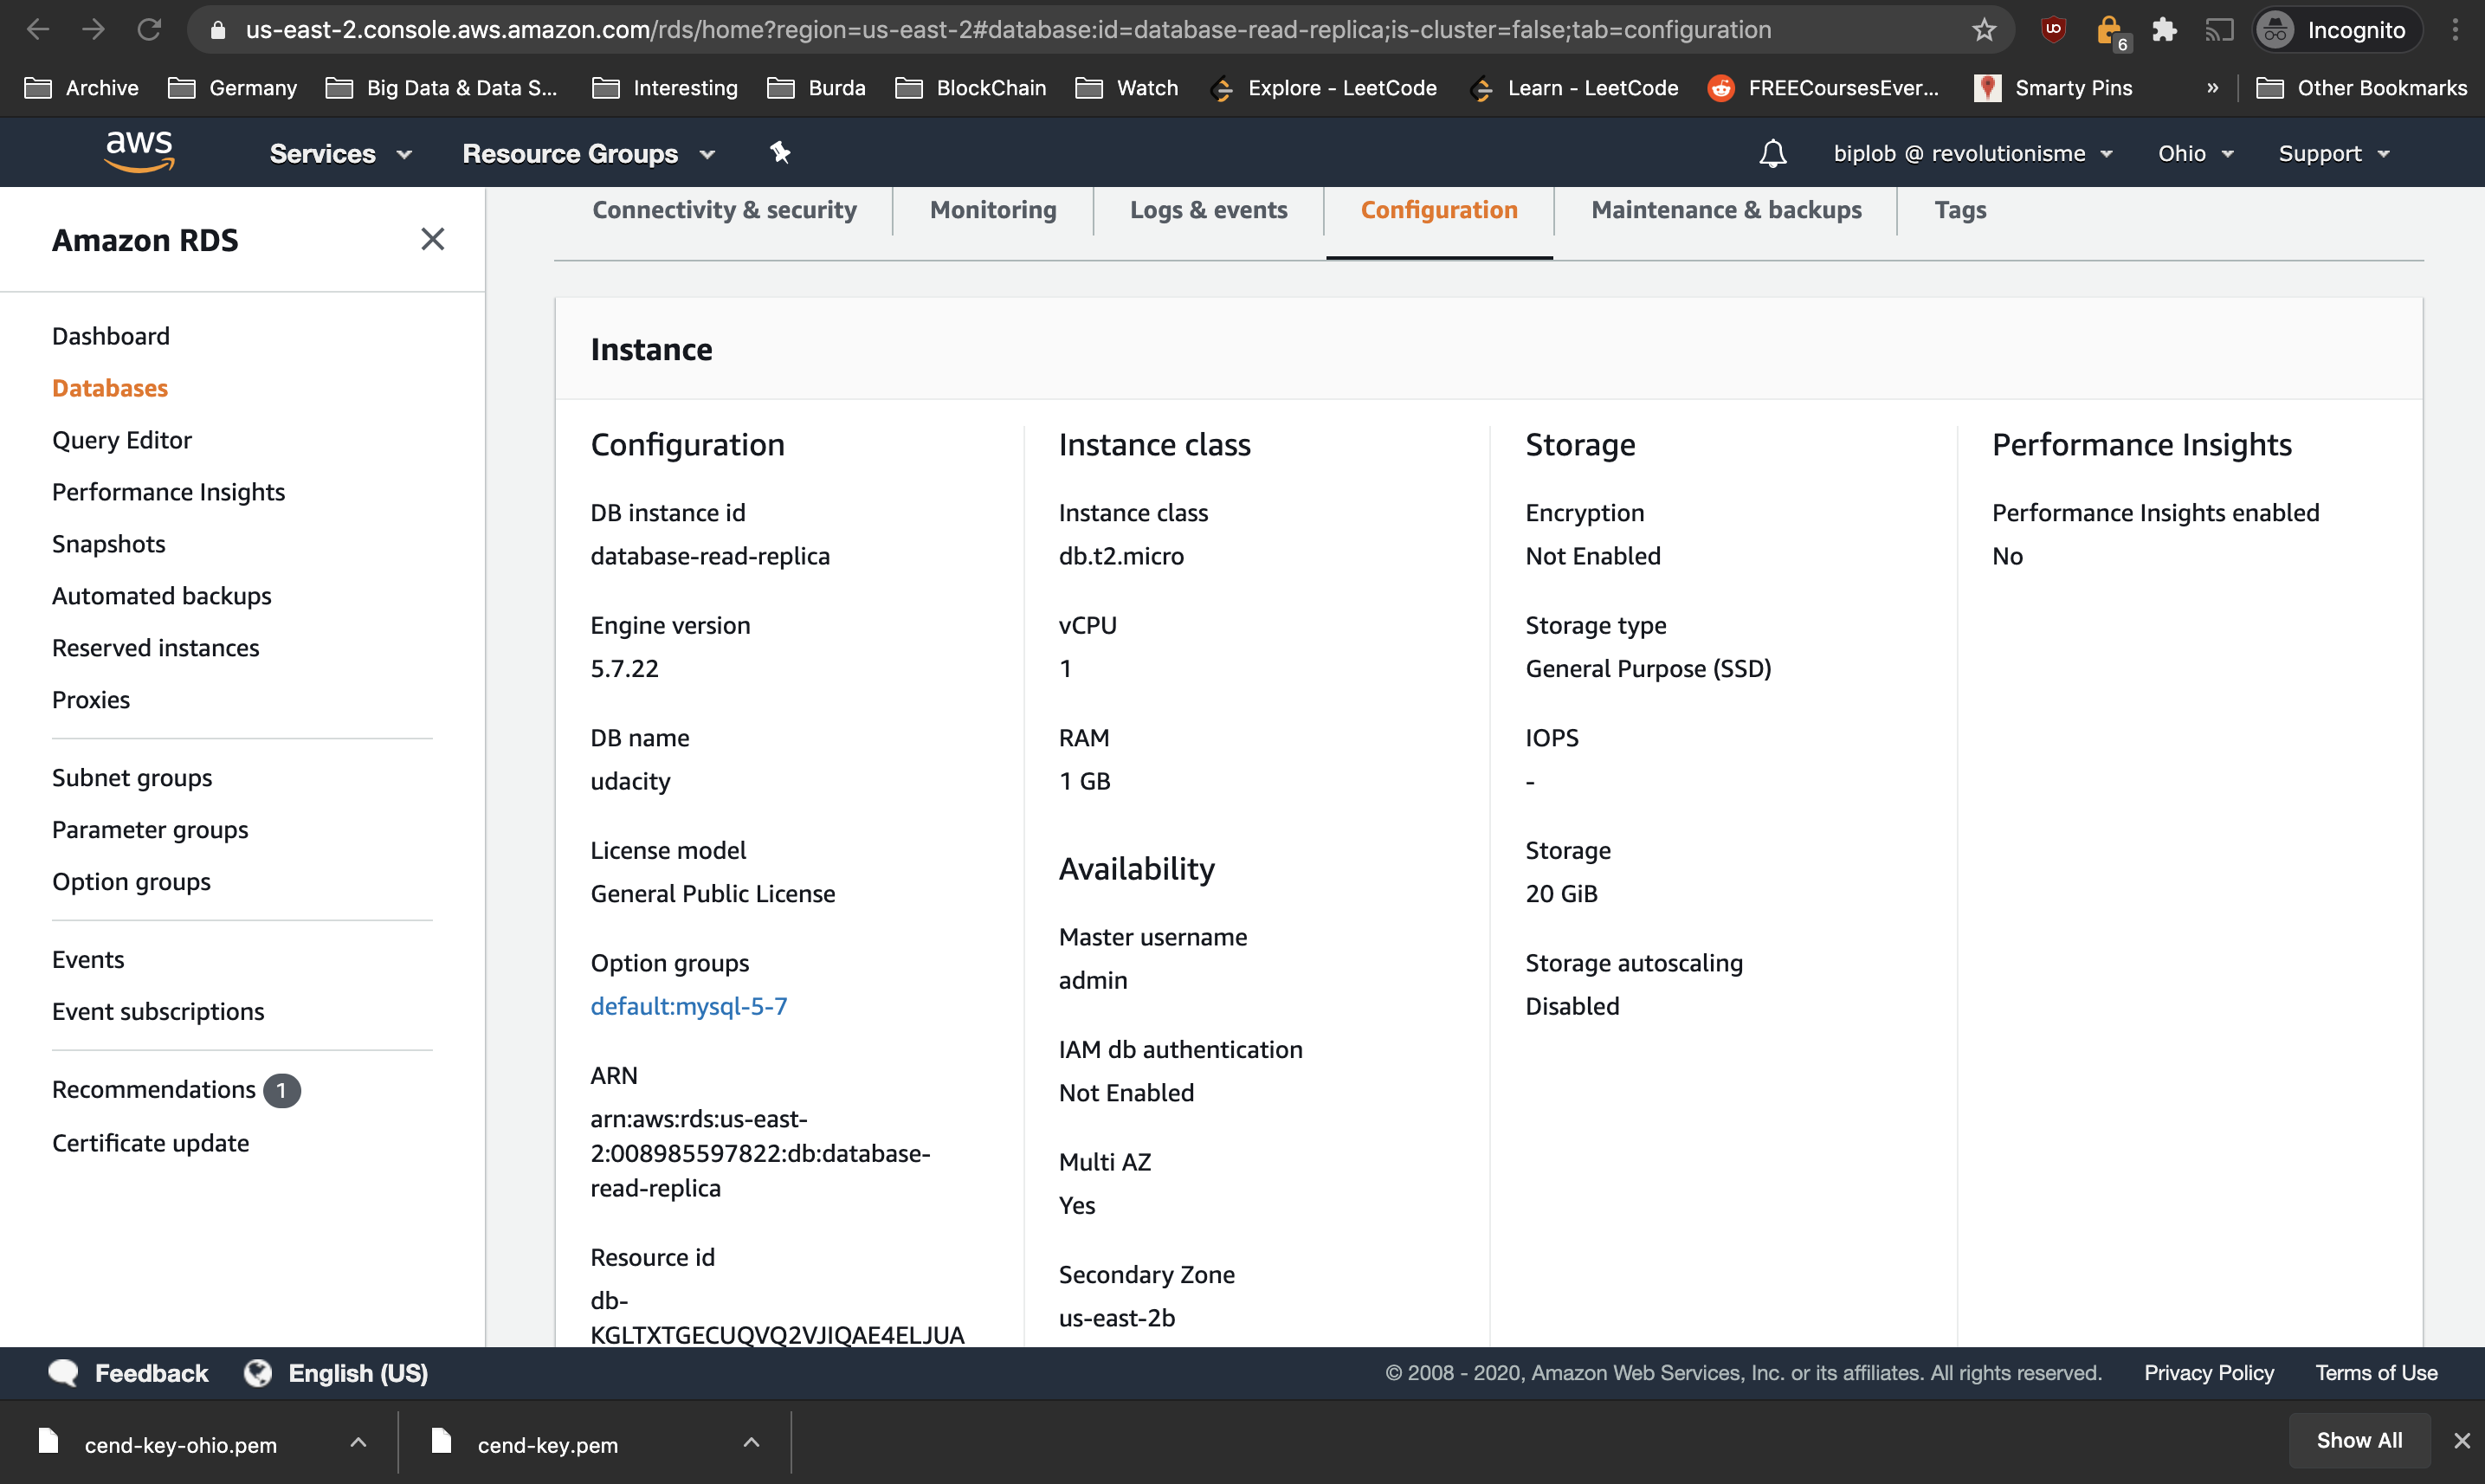 us-east-2.console.aws.amazon.com/rds/home?region=us-east-2#database:id=database-read-replica;is-cluster=false;tab=configuration
6
Incognito
Archive Germany Big Data & Data S... Interesting Burda BlockChain Watch Explore - LeetCode Learn - LeetCode FREECoursesEver... Smarty Pins » Other Bookmarks
aws Services Resource Groups biplob @ revolutionisme Ohio Support
Amazon RDS
Dashboard
Databases
Query Editor
Performance Insights
Snapshots
Automated backups
Reserved instances
Proxies
Subnet groups
Parameter groups
Option groups
Events
Event subscriptions
Recommendations 1
Certificate update
Connectivity & security Monitoring Logs & events Configuration Maintenance & backups Tags
Instance
Configuration
DB instance id
database-read-replica
Engine version
5.7.22
DB name
udacity
License model
General Public License
Option groups
default:mysql-5-7
ARN
arn:aws:rds:us-east-
2:008985597822:db:database-
read-replica
Resource id
db-
KGLTXTGECUQVQ2VJIQAE4ELJUA
Instance class
Instance class
db.t2.micro
vCPU
1
RAM
1 GB
Availability
Master username
admin
IAM db authentication
Not Enabled
Multi AZ
Yes
Secondary Zone
us-east-2b
Storage
Encryption
Not Enabled
Storage type
General Purpose (SSD)
IOPS
-
Storage
20 GiB
Storage autoscaling
Disabled
Performance Insights
Performance Insights enabled
No
Feedback English (US) © 2008 - 2020, Amazon Web Services, Inc. or its affiliates. All rights reserved. Privacy Policy Terms of Use
cend-key-ohio.pem cend-key.pem Show All